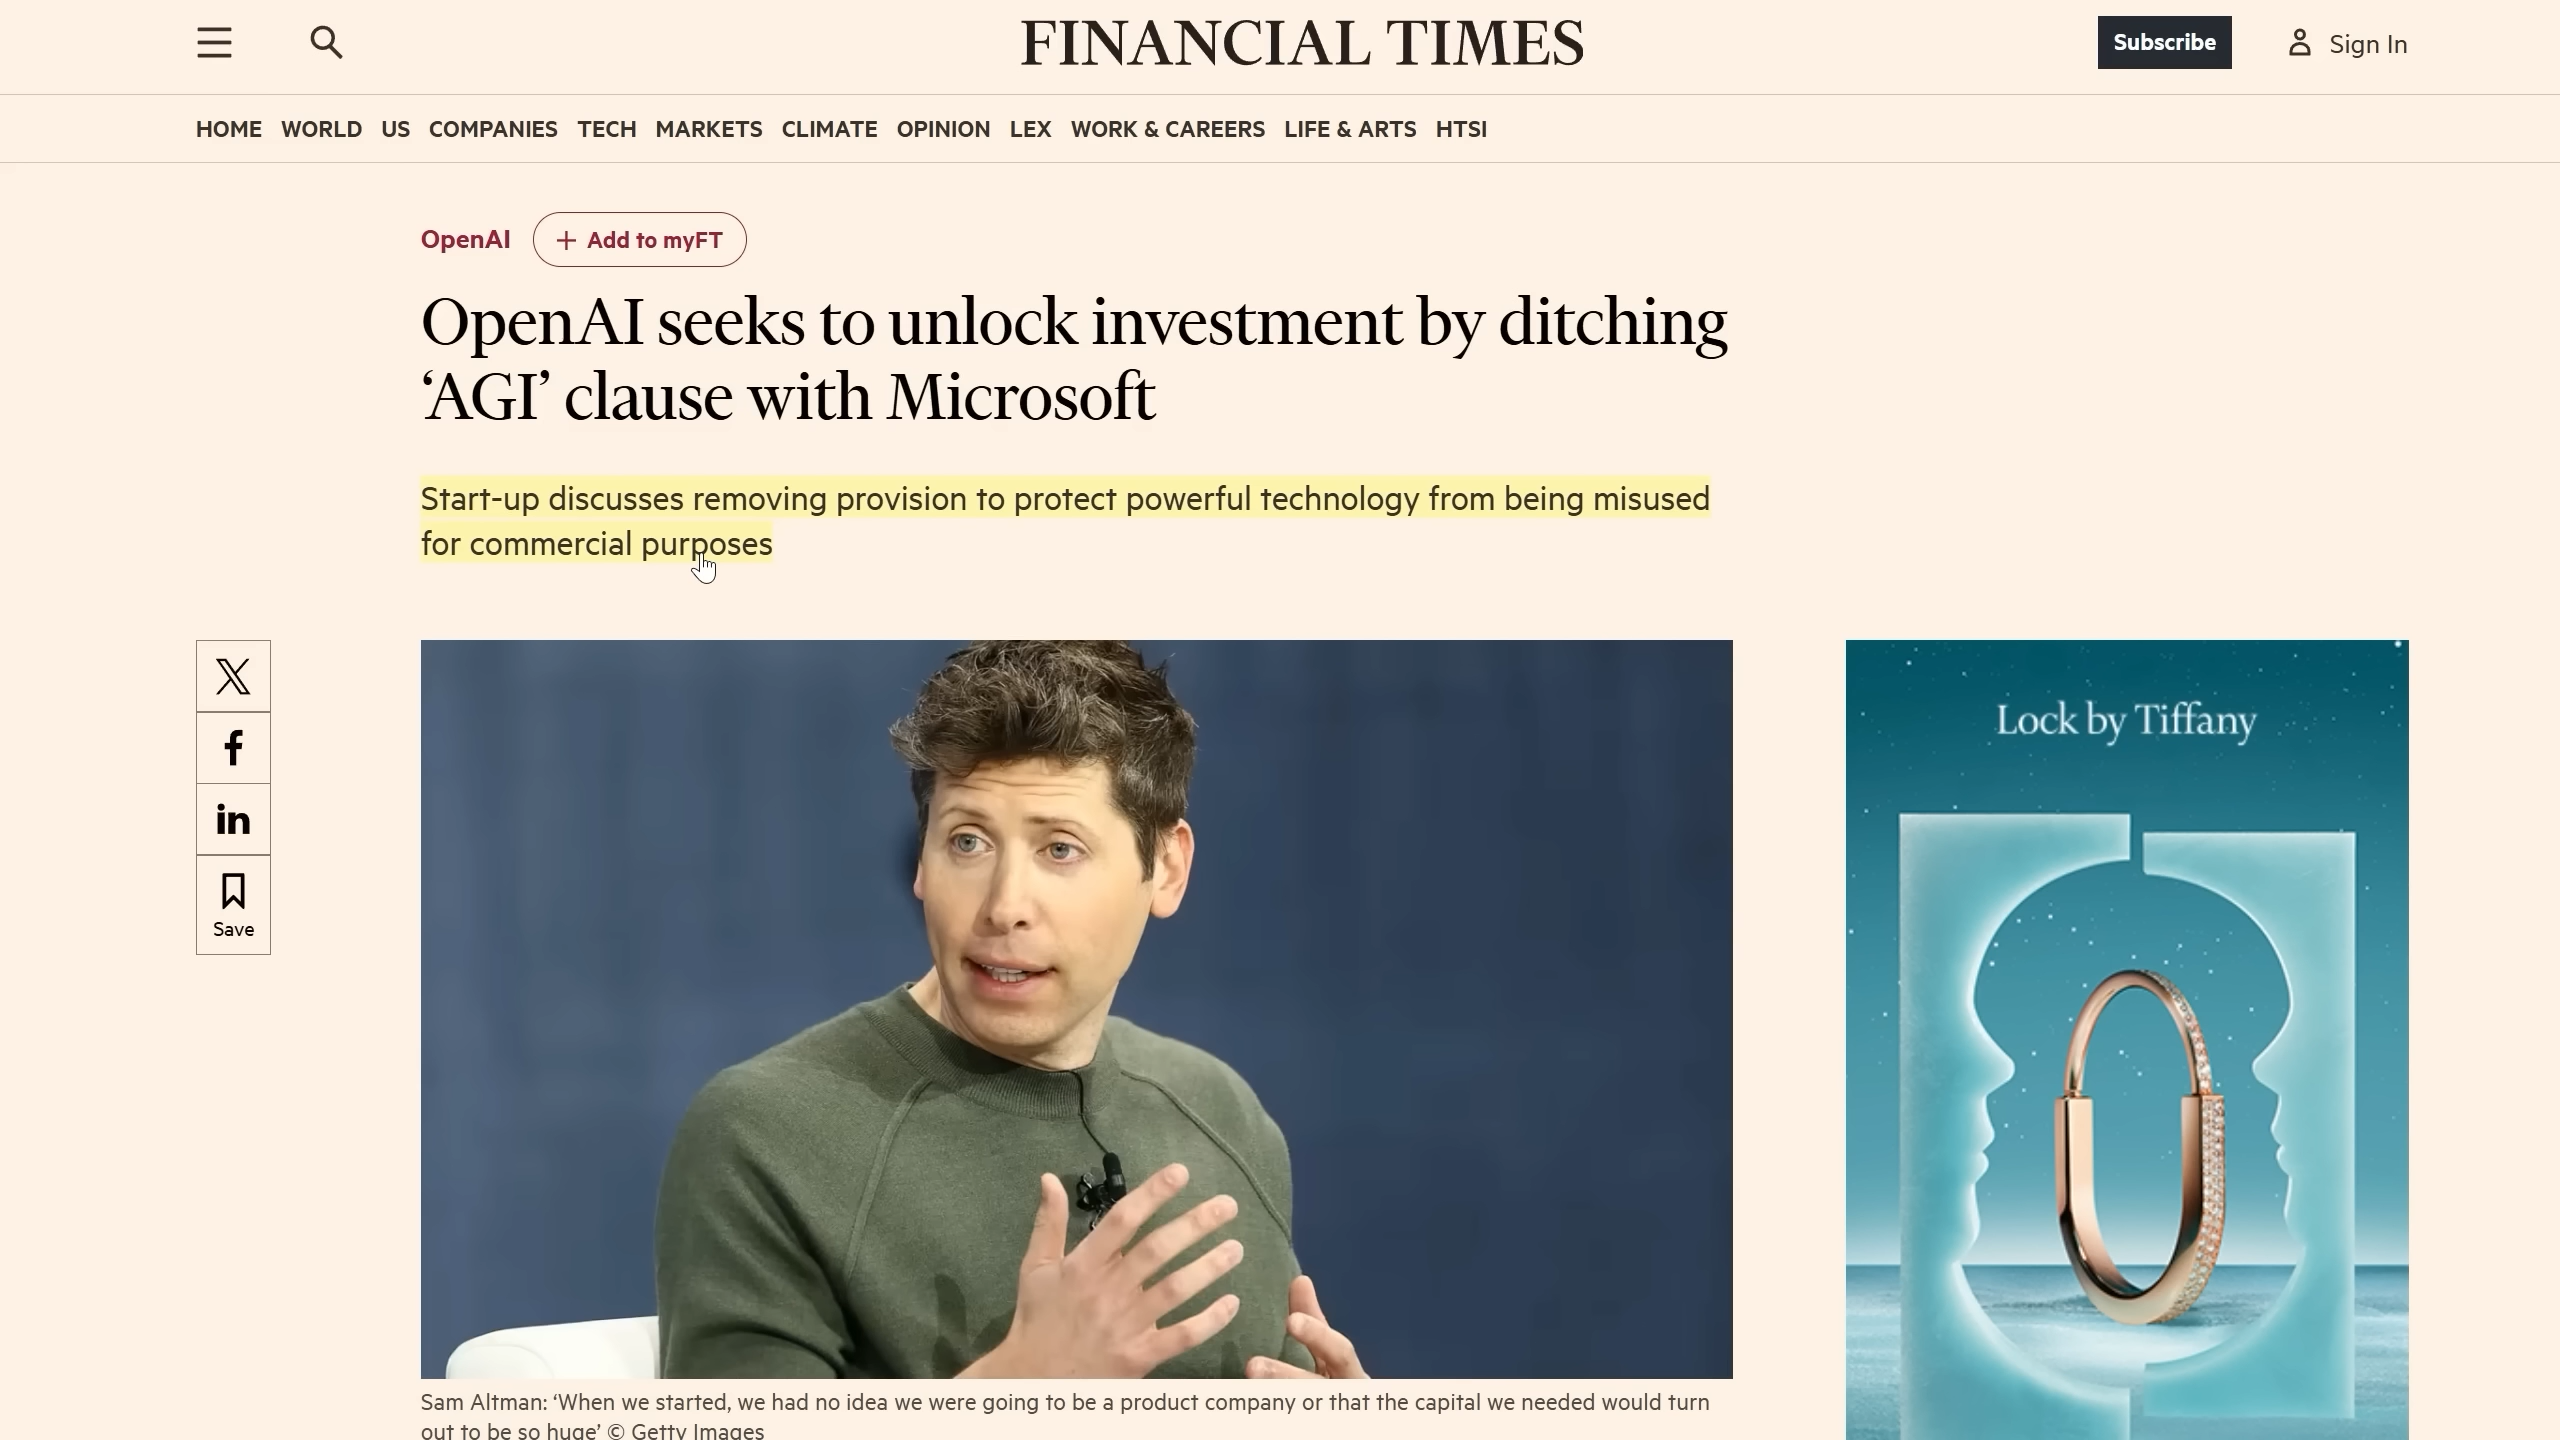 FINANCIAL TIMES
Subscribe
Sign In
HOME WORLD US COMPANIES TECH MARKETS CLIMATE OPINION LEX WORK & CAREERS LIFE & ARTS HTSI
OpenAI
+ Add to myFT
OpenAI seeks to unlock investment by ditching
‘AGI’ clause with Microsoft
Start-up discusses removing provision to protect powerful technology from being misused
for commercial purposes
Save
Lock by Tiffany
Sam Altman: ‘When we started, we had no idea we were going to be a product company or that the capital we needed would turn
out to be so huge’ © Getty Images